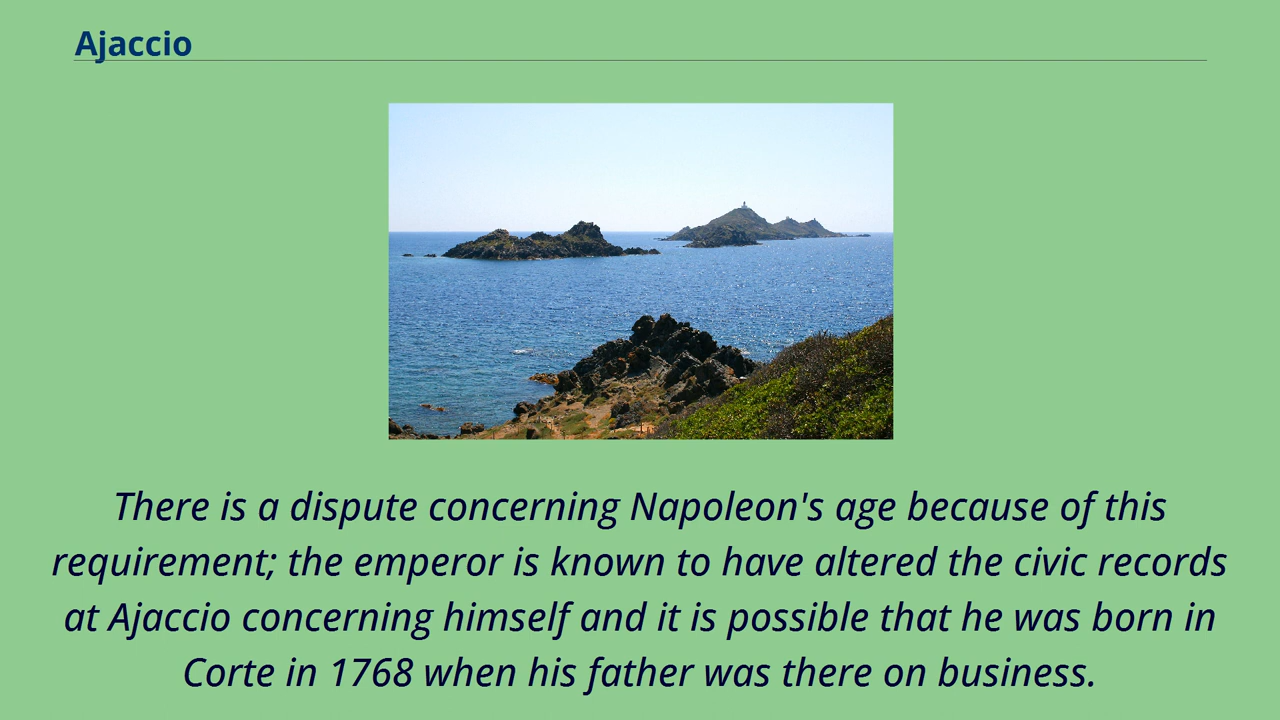 Ajaccio
There is a dispute concerning Napoleon's age because of this
requirement; the emperor is known to have altered the civic records
at Ajaccio concerning himself and it is possible that he was born in
Corte in 1768 when his father was there on business.